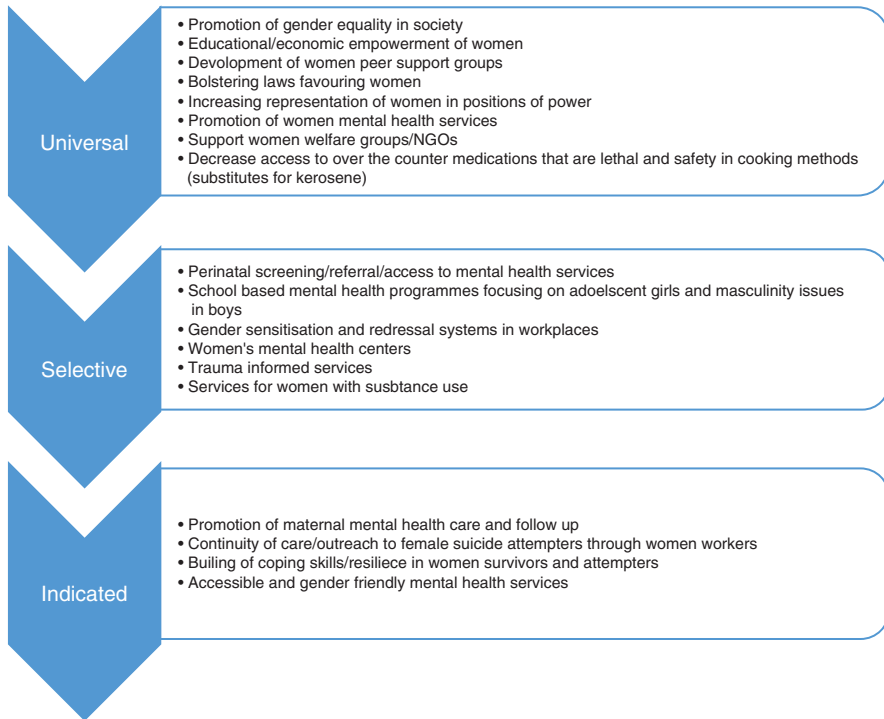 Universal
• Promotion of gender equality in society
• Educational/economic empowerment of women
• Devolopment of women peer support groups
• Bolstering laws favouring women
• Increasing representation of women in positions of power
• Promotion of women mental health services
• Support women welfare groups/NGOs
• Decrease access to over the counter medications that are lethal and safety in cooking methods
(substitutes for kerosene)
Selective
• Perinatal screening/referral/access to mental health services
• School based mental health programmes focusing on adoelscent girls and masculinity issues
in boys
• Gender sensitisation and redressal systems in workplaces
• Women's mental health centers
• Trauma informed services
• Services for women with susbtance use
Indicated
• Promotion of maternal mental health care and follow up
• Continuity of care/outreach to female suicide attempters through women workers
• Builing of coping skills/resiliece in women survivors and attempters
• Accessible and gender friendly mental health services